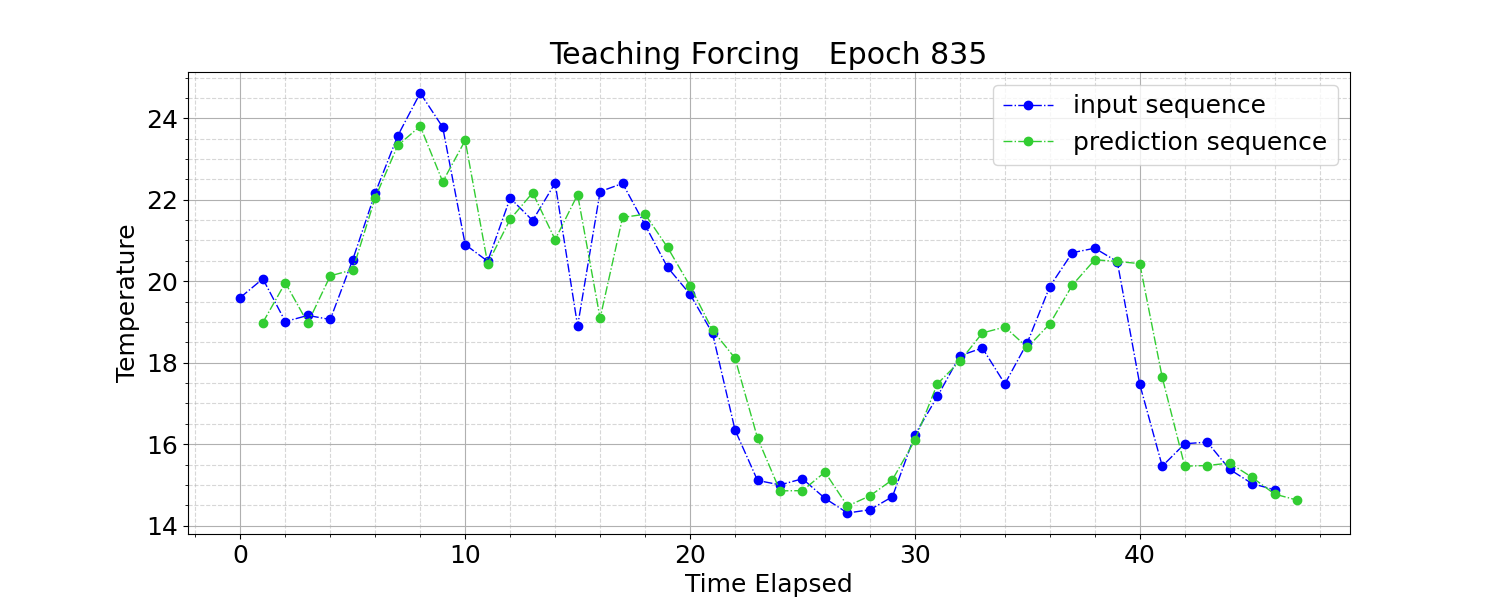 Teaching Forcing   Epoch 835
input sequence
prediction sequence
Temperature
24
22
20
18
16
14
0 10 20 30 40
Time Elapsed